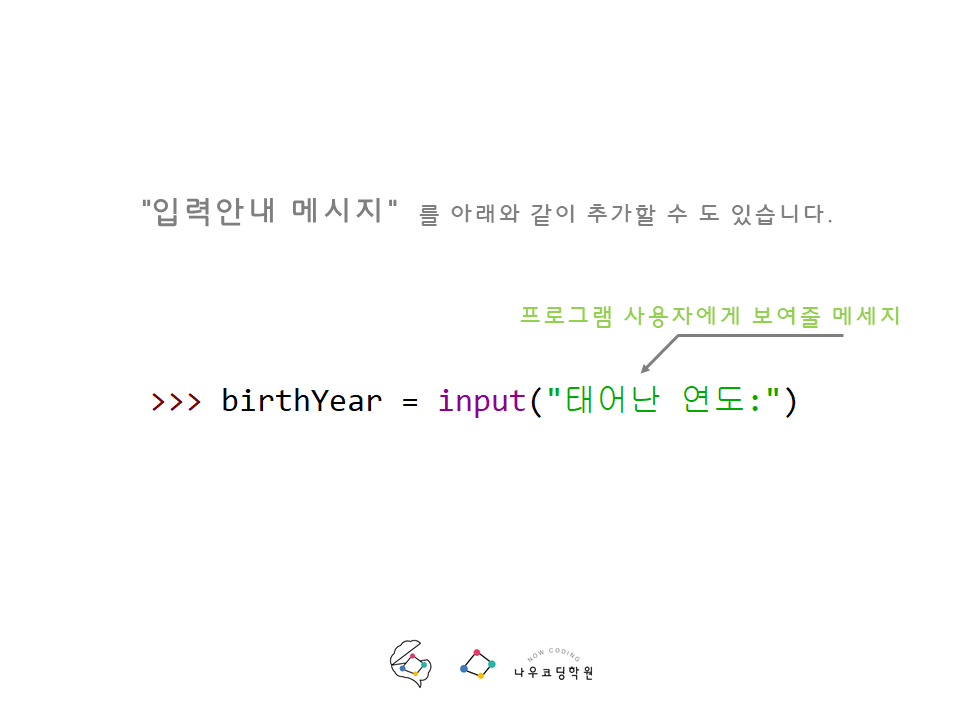 "입력안내 메시지" 를 아래와 같이 추가할 수 도 있습니다.
프로그램 사용자에게 보여줄 메세지
>>> birthYear = input("태어난 연도:")
NOW CODING
나우코딩학원